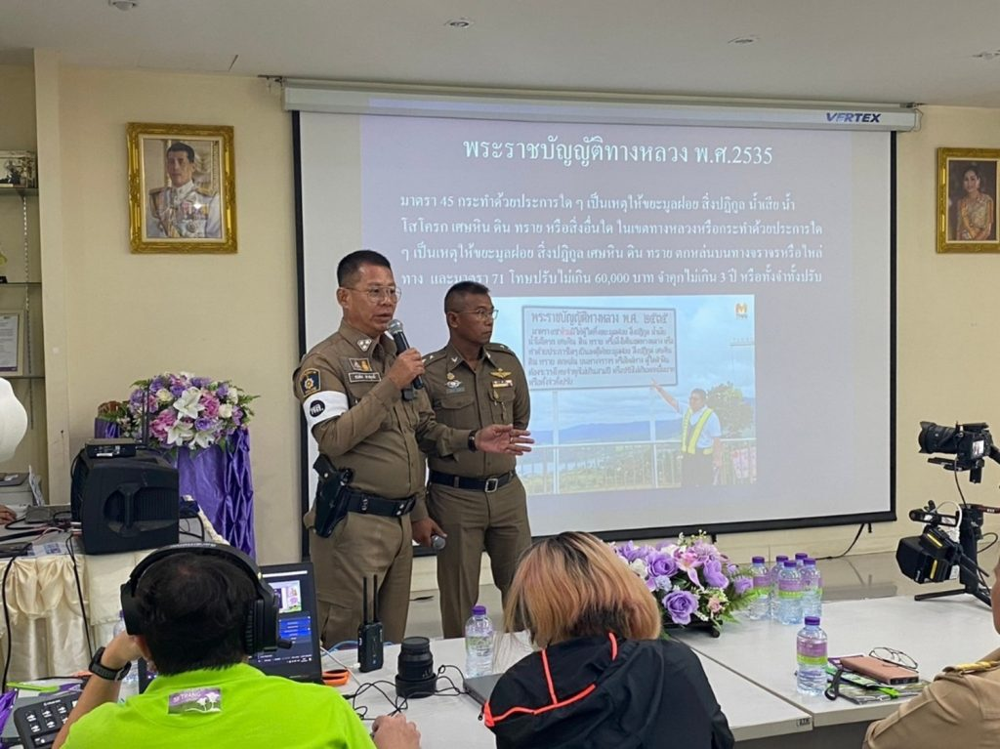 VERTEX
พระราชบัญญัติทางหลวง พ.ศ.2535
มาตรา 45 กระทำด้วยประการใด ๆ เป็นเหตุให้ขยะมูลฝอย สิ่งปฏิกูล น้ำเสีย น้ำ
โสโครก เศษหิน ดิน ทราย หรือสิ่งอื่นใด ในเขตทางหลวงหรือกระทำด้วยประการใด
ๆ เป็นเหตุให้ขยะมูลฝอย สิ่งปฏิกูล เศษหิน ดิน ทราย ตกหล่นบนทางจราจรหรือไหล่
ทาง และมาตรา 71 โทษปรับไม่เกิน 60,000 บาท จำคุกไม่เกิน 3 ปี หรือทั้งจำทั้งปรับ
พระราชบัญญัติทางหลวง พ.ศ. ๒๕๓๕
TRANG